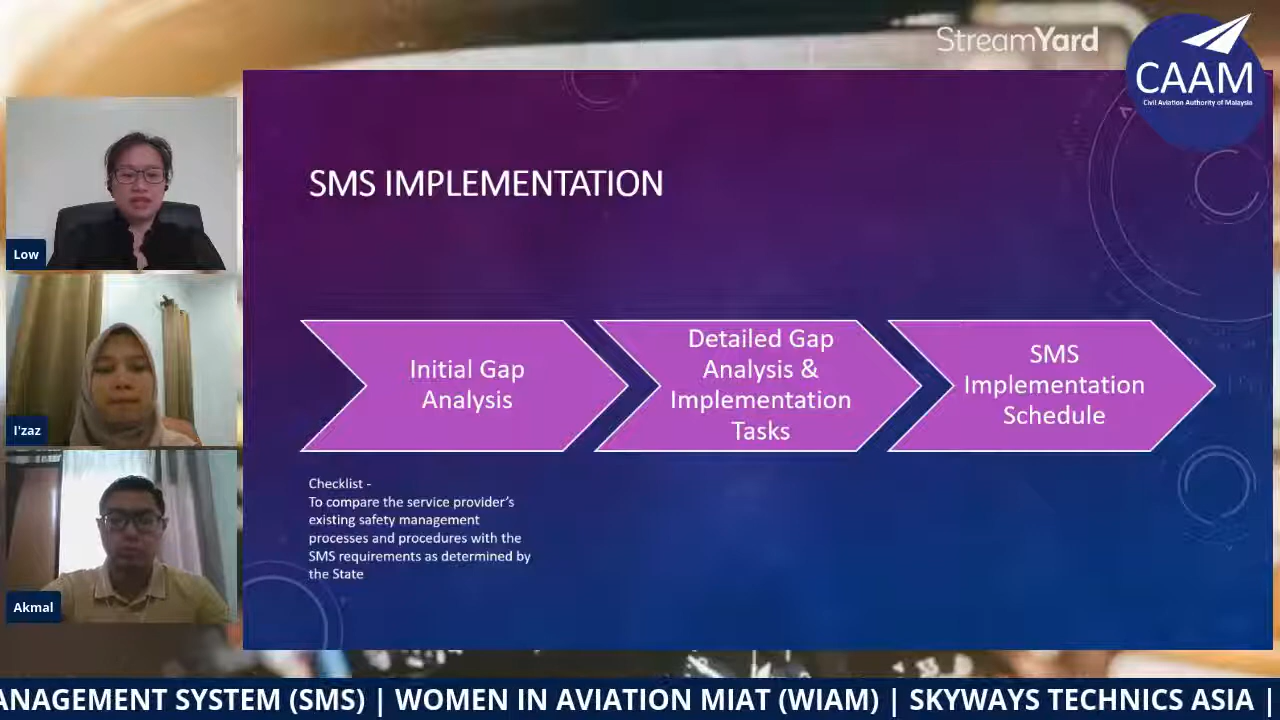 StreamYard
CAAM
Civil Aviation Authority of Malaysia
SMS IMPLEMENTATION
Initial Gap
Analysis
Detailed Gap
Analysis &
Implementation
Tasks
SMS
Implementation
Schedule
Checklist -
To compare the service provider's
existing safety management
processes and procedures with the
SMS requirements as determined by
the State
Low
I'zaz
Akmal
ANAGEMENT SYSTEM (SMS) | WOMEN IN AVIATION MIAT (WIAM) | SKYWAYS TECHNICS ASIA |